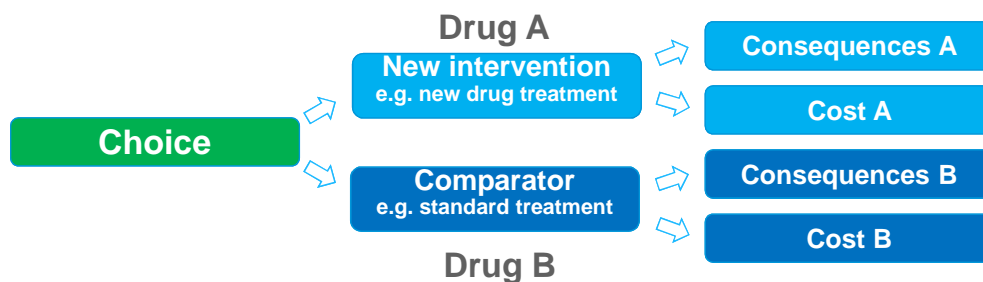 Drug A
New intervention
e.g. new drug treatment
Consequences A
Cost A
Choice
Comparator
e.g. standard treatment
Consequences B
Cost B
Drug B